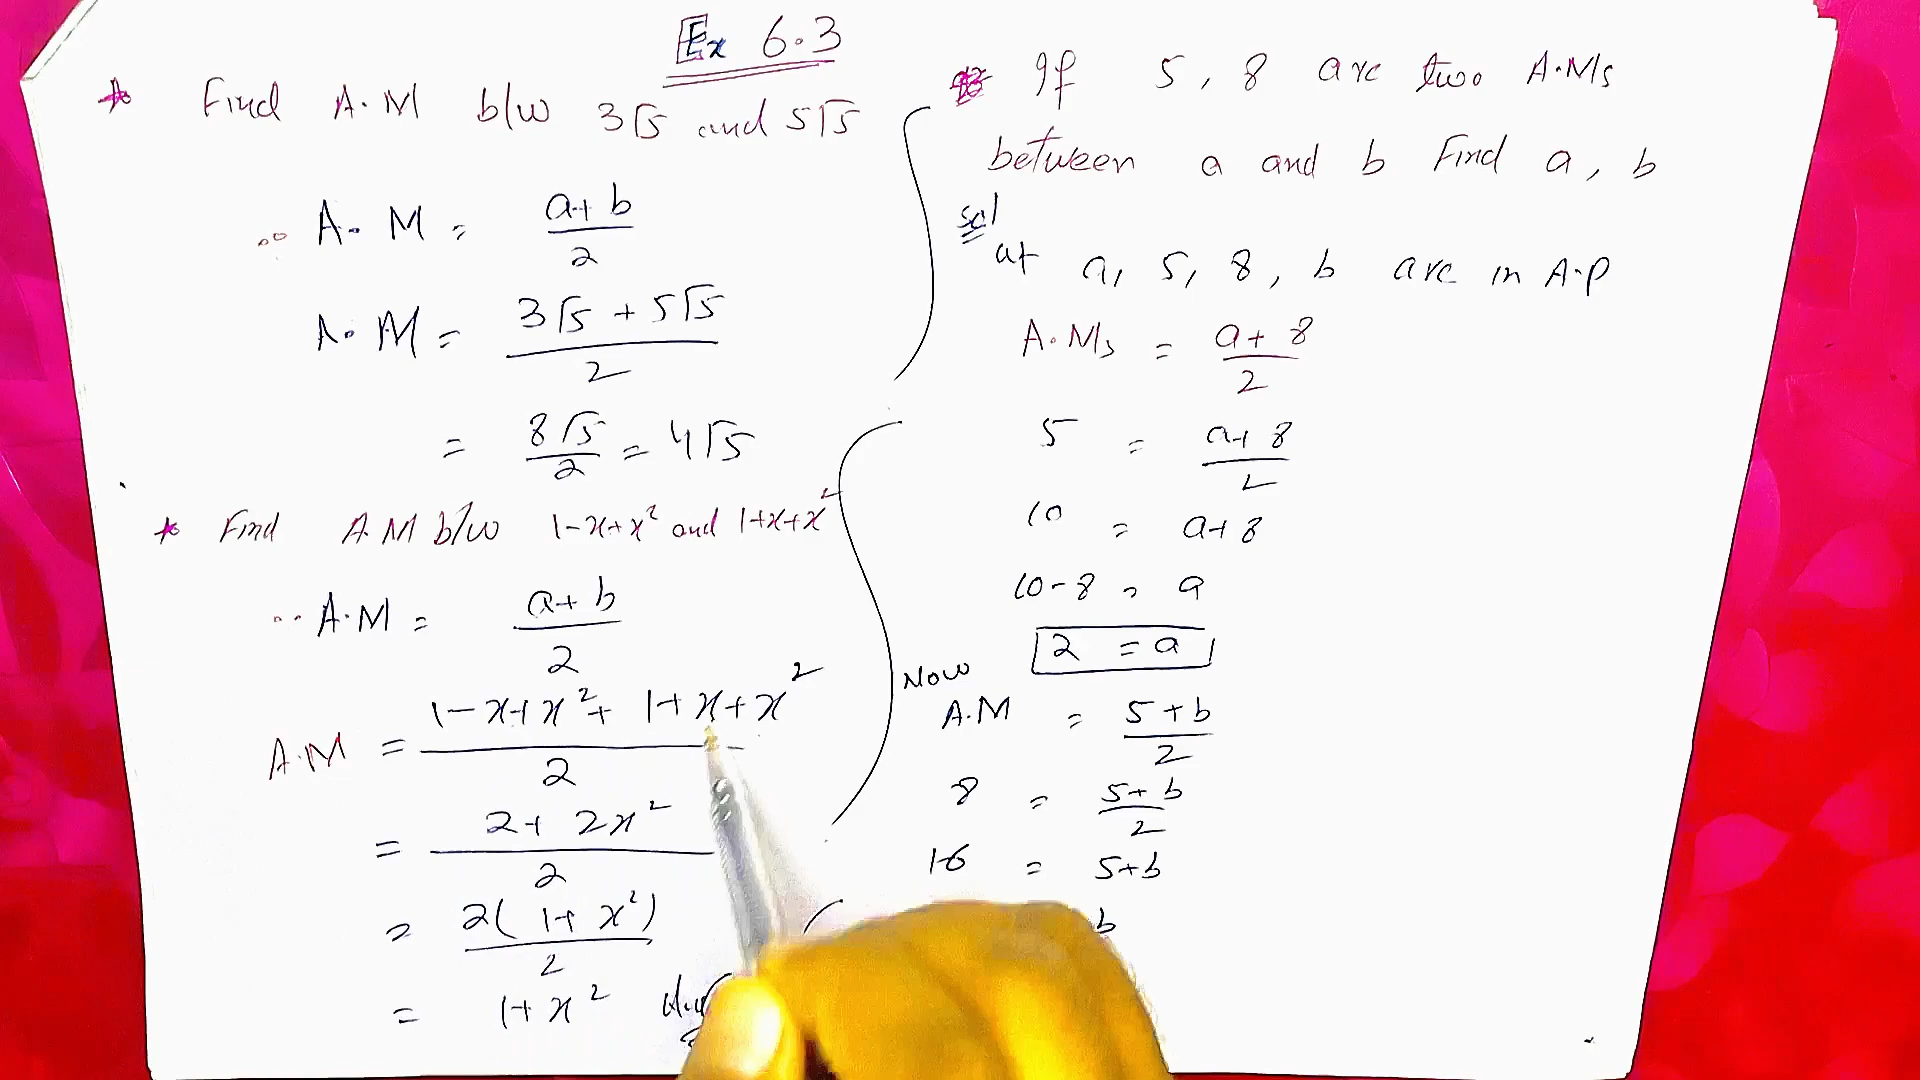 Ex 6.3
Find A.M b/w 3√5 and 5√5
∴ A.M = a+b / 2
A.M = 3√5 + 5√5 / 2
= 8√5 / 2 = 4√5
Find A.M b/w 1-x+x² and 1+x+x²
∴ A.M = a+b / 2
A.M = 1-x+x² + 1+x+x² / 2
= 2+2x² / 2
= 2(1+x²) / 2
= 1+x²
If 5, 8 are two A.Ms
between a and b Find a, b
Sol
a, 5, 8, b are in A.P
A.Ms = a+8 / 2
5 = a+8 / 2
10 = a+8
10-8 = a
2 = a
Now
A.M = 5+b / 2
8 = 5+b / 2
16 = 5+b
b